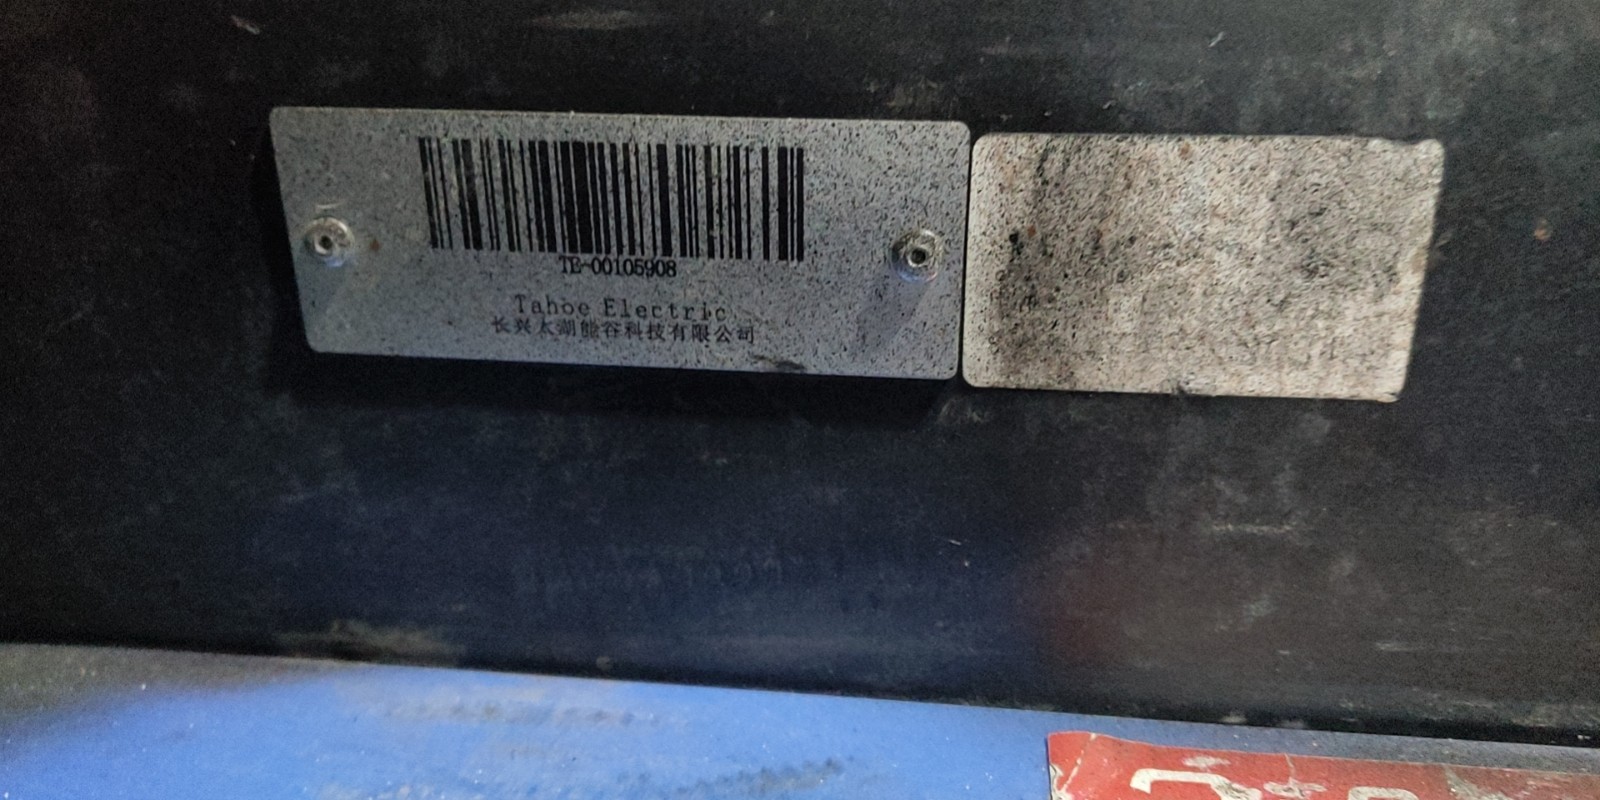 TE-00105908
Tahoe Electric
长兴太湖能谷科技有限公司